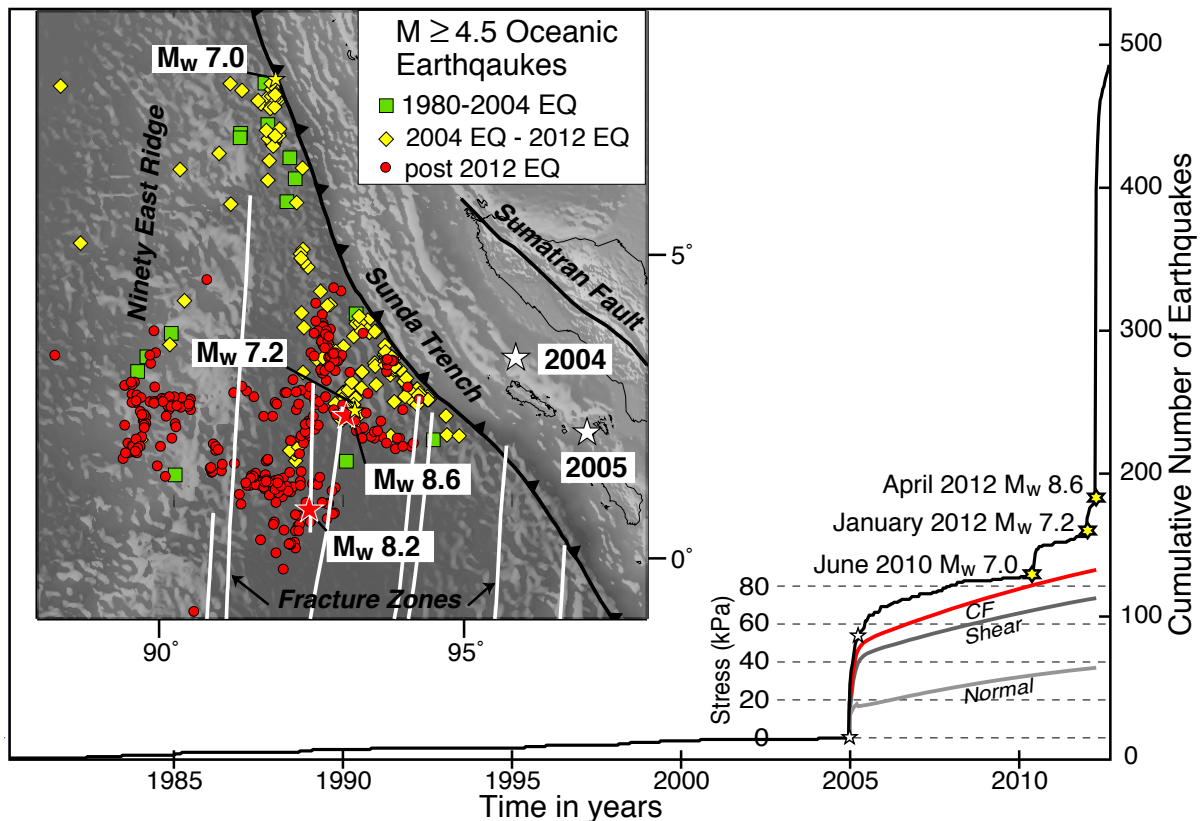 M ≥ 4.5 Oceanic
Earthqaukes
1980-2004 EQ
2004 EQ - 2012 EQ
post 2012 EQ
Mw 7.0
Ninety East Ridge
Sumatran Fault
Sunda Trench
Mw 7.2
2004
2005
Mw 8.6
Mw 8.2
Fracture Zones
5°
0°
90°
95°
500
400
300
200
100
0
Cumulative Number of Earthquakes
April 2012 Mw 8.6
January 2012 Mw 7.2
June 2010 Mw 7.0
80
60
40
20
0
Stress (kPa)
CF
Shear
Normal
1985
1990
1995
2000
2005
2010
Time in years